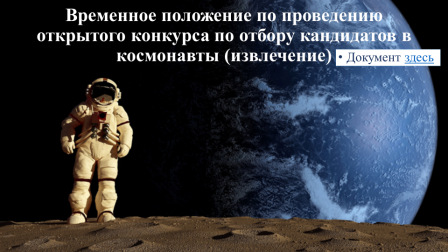 Временное положение по проведению
открытого конкурса по отбору кандидатов в
космонавты (извлечение)
• Документ здесь